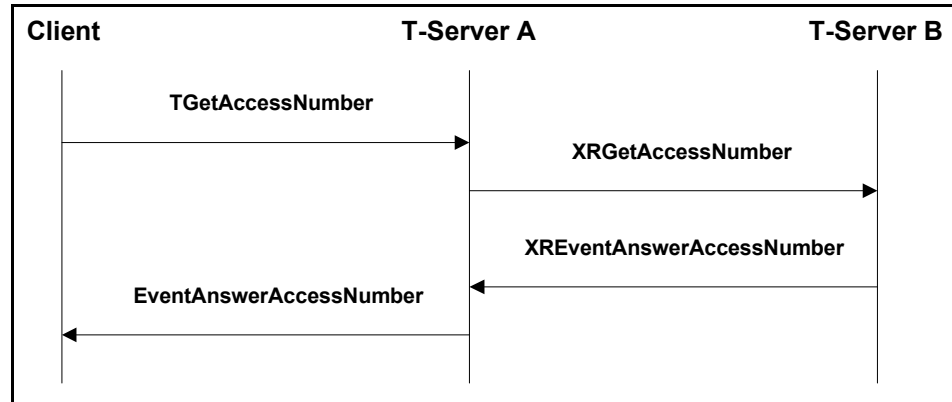 Client
T-Server A
T-Server B
TGetAccessNumber
XRGetAccessNumber
XREventAnswerAccessNumber
EventAnswerAccessNumber